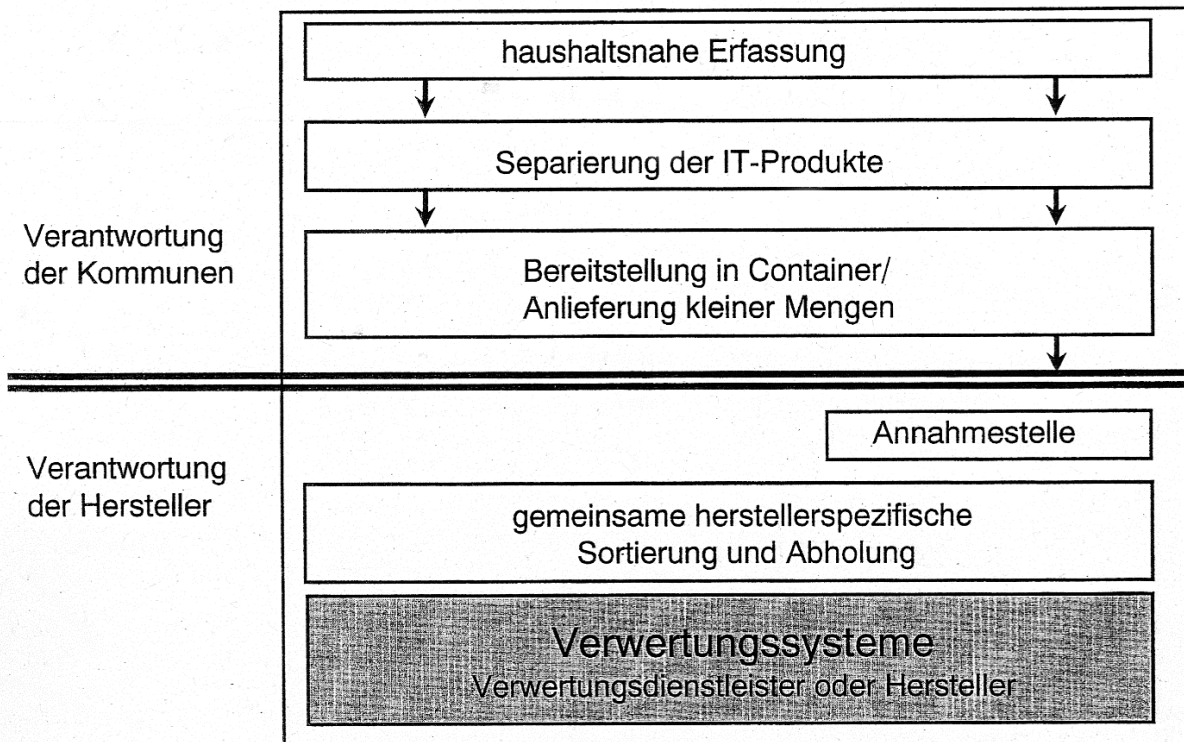 haushaltsnahe Erfassung
Separierung der IT-Produkte
Verantwortung
der Kommunen
Bereitstellung in Container/
Anlieferung kleiner Mengen
Annahmestelle
Verantwortung
der Hersteller
gemeinsame herstellerspezifische
Sortierung und Abholung
Verwertungssysteme
Verwertungsdienstleister oder Hersteller